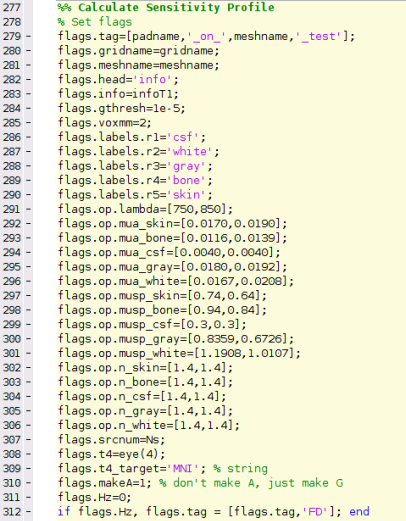 277 %% Calculate Sensitivity Profile
278 % Set flags
279 - flags.tag=[padname,'_on_',meshname,'_test'];
280 - flags.gridname=gridname;
281 - flags.meshname=meshname;
282 - flags.head='info';
283 - flags.info=infoT1;
284 - flags.gthresh=1e-5;
285 - flags.voxmm=2;
286 - flags.labels.r1='csf';
287 - flags.labels.r2='white';
288 - flags.labels.r3='gray';
289 - flags.labels.r4='bone';
290 - flags.labels.r5='skin';
291 - flags.op.lambda=[750,850];
292 - flags.op.mua_skin=[0.0170,0.0190];
293 - flags.op.mua_bone=[0.0116,0.0139];
294 - flags.op.mua_csf=[0.0040,0.0040];
295 - flags.op.mua_gray=[0.0180,0.0192];
296 - flags.op.mua_white=[0.0167,0.0208];
297 - flags.op.musp_skin=[0.74,0.64];
298 - flags.op.musp_bone=[0.94,0.84];
299 - flags.op.musp_csf=[0.3,0.3];
300 - flags.op.musp_gray=[0.8359,0.6726];
301 - flags.op.musp_white=[1.1908,1.0107];
302 - flags.op.n_skin=[1.4,1.4];
303 - flags.op.n_bone=[1.4,1.4];
304 - flags.op.n_csf=[1.4,1.4];
305 - flags.op.n_gray=[1.4,1.4];
306 - flags.op.n_white=[1.4,1.4];
307 - flags.srcnum=Ns;
308 - flags.t4=eye(4);
309 - flags.t4_target='MNI'; % string
310 - flags.makeA=1; % don't make A, just make G
311 - flags.Hz=0;
312 - if flags.Hz, flags.tag = [flags.tag,'FD']; end